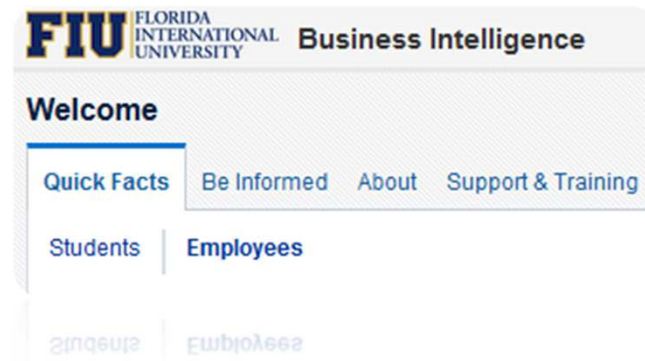 FIU FLORIDA INTERNATIONAL UNIVERSITY Business Intelligence
Welcome
Quick Facts Be Informed About Support & Training
Students Employees